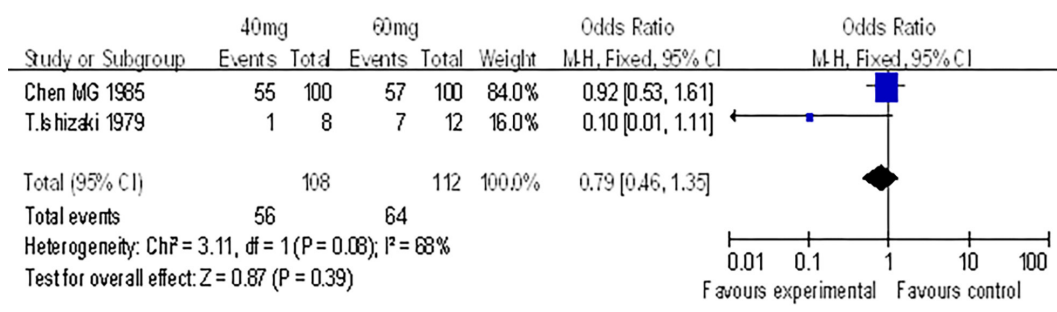 40mg 60mg Odds Ratio Odds Ratio
Study or Subgroup Events Total Events Total Weight M-H, Fixed, 95% CI M-H, Fixed, 95% CI
Chen MG 1985 55 100 57 100 84.0% 0.92 [0.53, 1.61]
T.Ishizaki 1979 1 8 7 12 16.0% 0.10 [0.01, 1.11]
Total (95% CI) 108 112 100.0% 0.79 [0.46, 1.35]
Total events 56 64
Heterogeneity: Chi² = 3.11, df = 1 (P = 0.08); I² = 68%
Test for overall effect: Z = 0.87 (P = 0.39)
0.01 0.1 1 10 100
Favours experimental Favours control